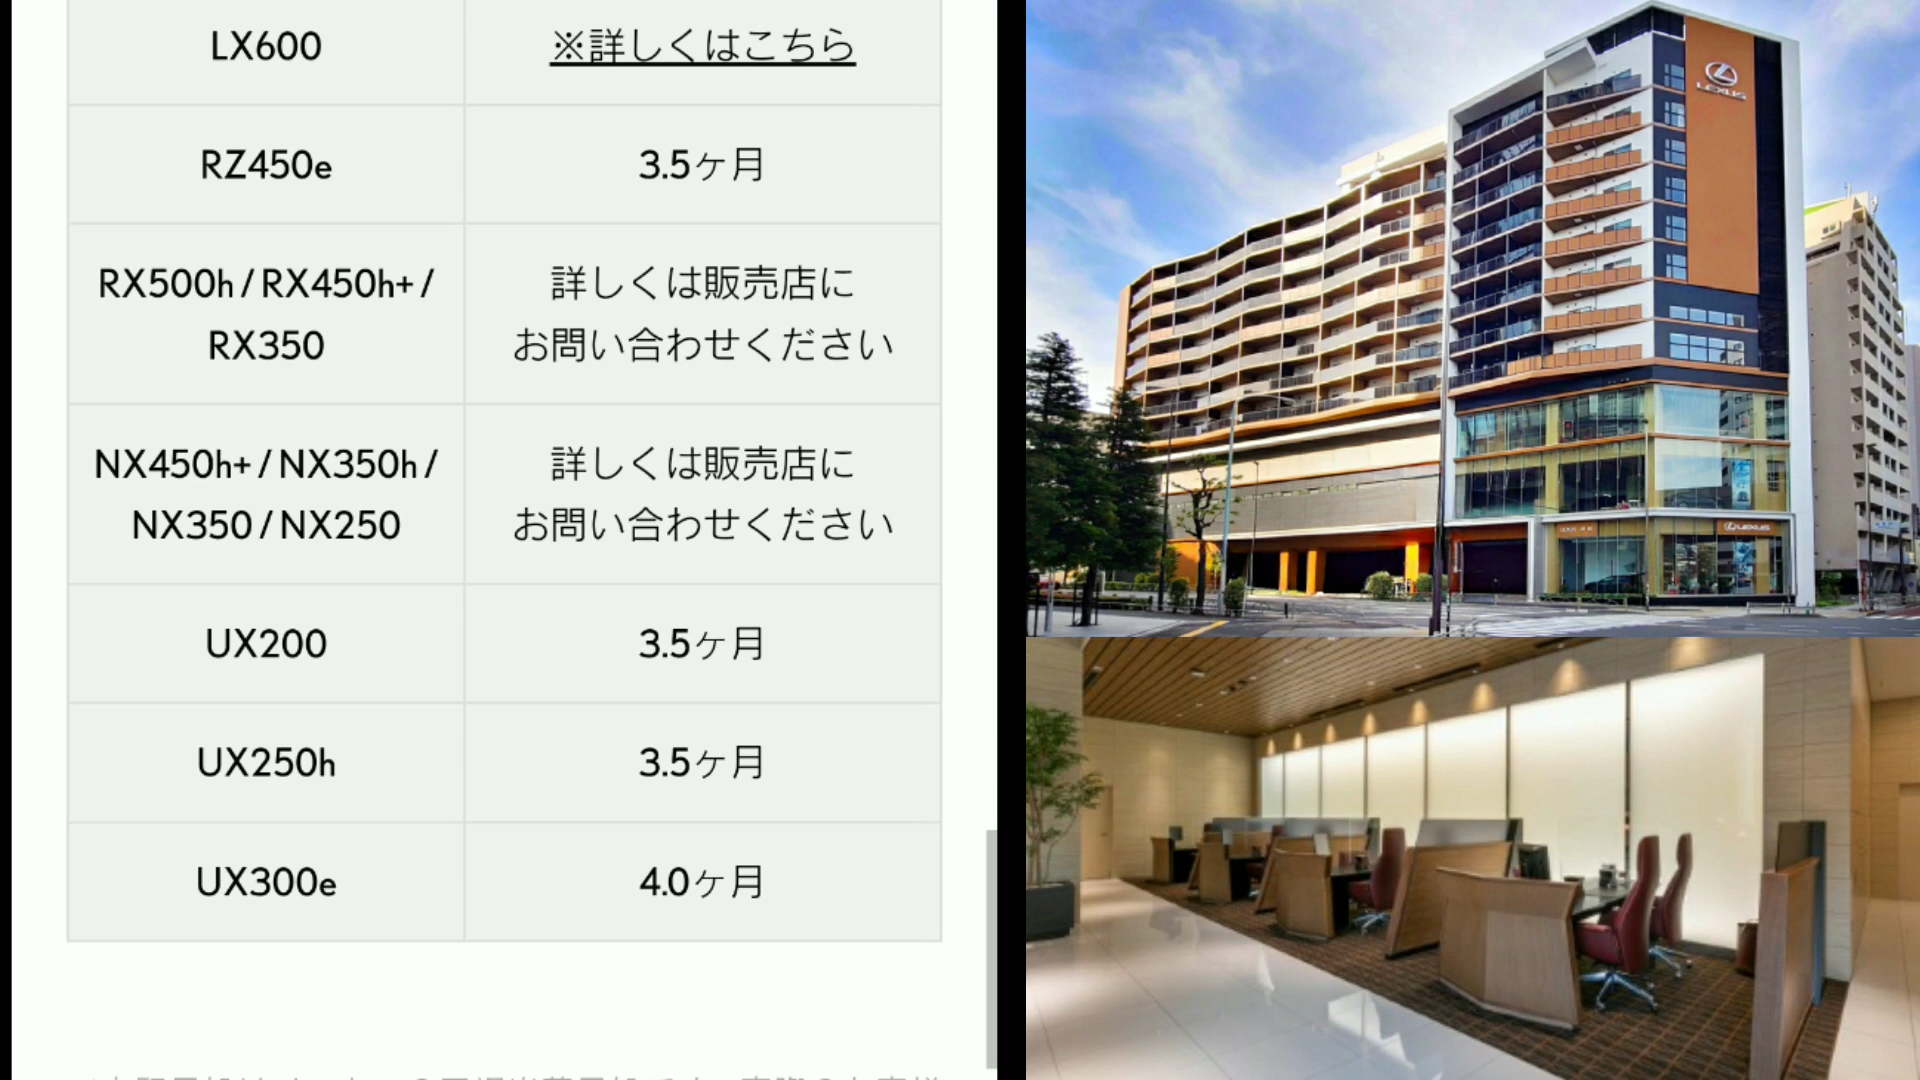 LX600
※詳しくはこちら
RZ450e
3.5ヶ月
RX500h / RX450h+ /
RX350
詳しくは販売店に
お問い合わせください
NX450h+ / NX350h /
NX350 / NX250
詳しくは販売店に
お問い合わせください
UX200
3.5ヶ月
UX250h
3.5ヶ月
UX300e
4.0ヶ月
LEXUS
LEXUS